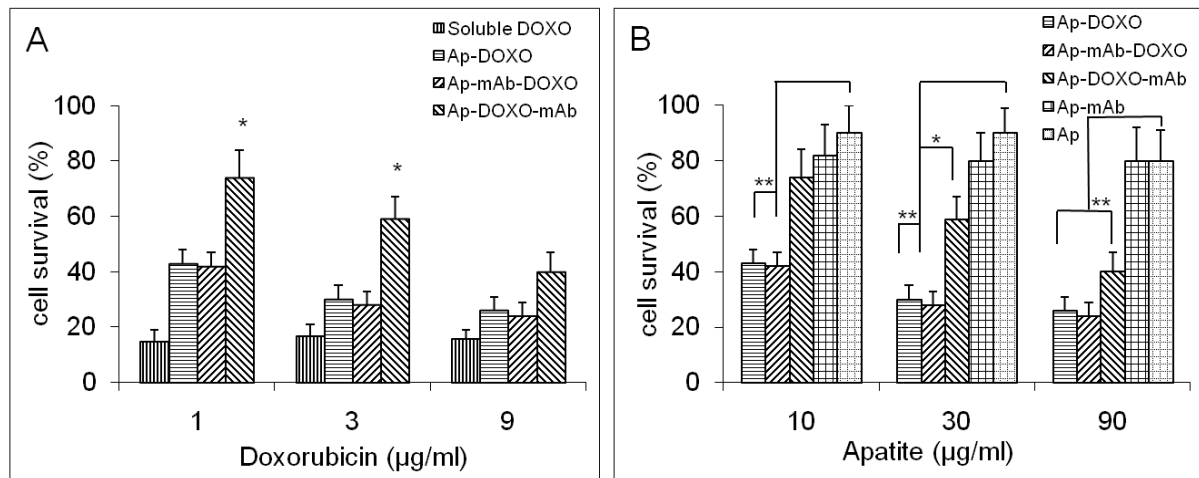 A
Soluble DOXO
Ap-DOXO
Ap-mAb-DOXO
Ap-DOXO-mAb
cell survival (%)
100
80
60
40
20
0
*
*
1 3 9
Doxorubicin (µg/ml)
B
Ap-DOXO
Ap-mAb-DOXO
Ap-DOXO-mAb
Ap-mAb
Ap
cell survival (%)
100
80
60
40
20
0
**
**
*
**
10 30 90
Apatite (µg/ml)